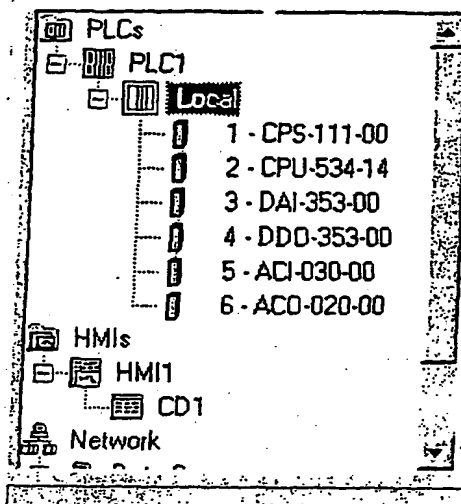 PLCs
PLC1
Local
1 - CPS-111-00
2 - CPU-534-14
3 - DAI-353-00
4 - DDO-353-00
5 - ACI-030-00
6 - ACO-020-00
HMIs
HMI1
CD1
Network